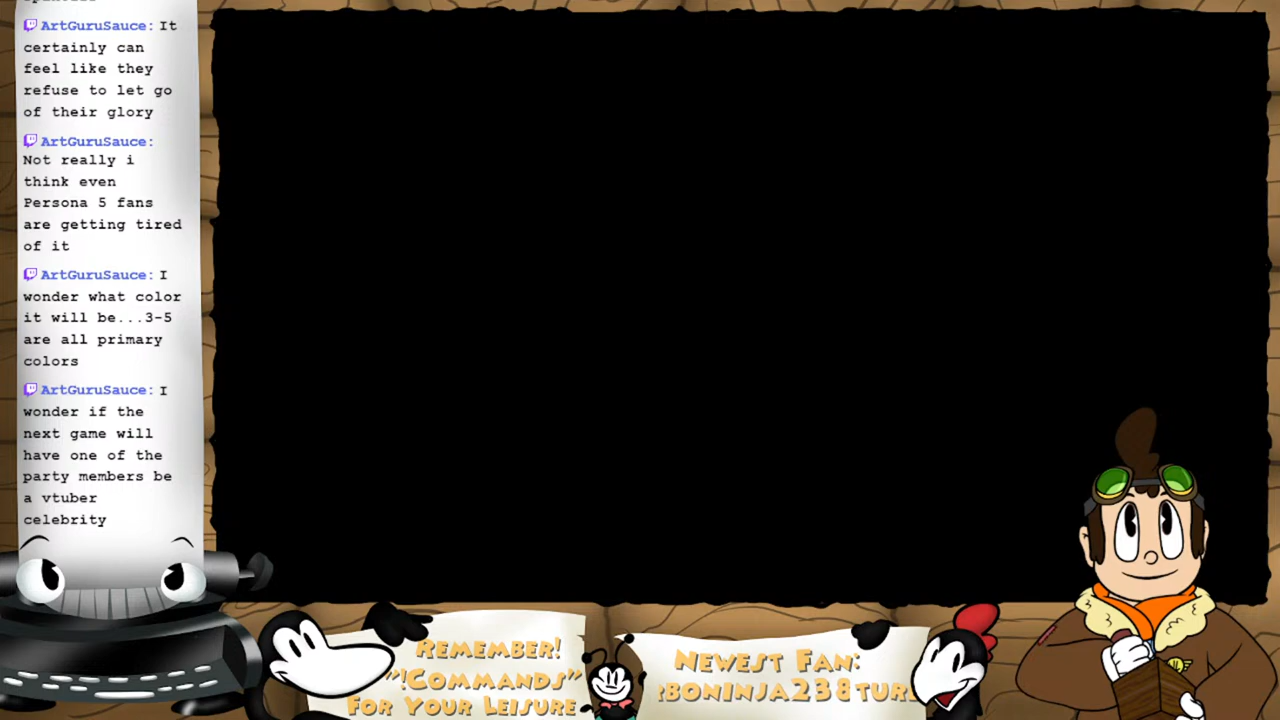 ArtGuruSauce: It
certainly can
feel like they
refuse to let go
of their glory
ArtGuruSauce:
Not really i
think even
Persona 5 fans
are getting tired
of it
ArtGuruSauce: I
wonder what color
it will be...3-5
are all primary
colors
ArtGuruSauce: I
wonder if the
next game will
have one of the
party members be
a vtuber
celebrity
Remember!
"!Commands"
For Your Leisure
Newest Fan:
boninja238tur